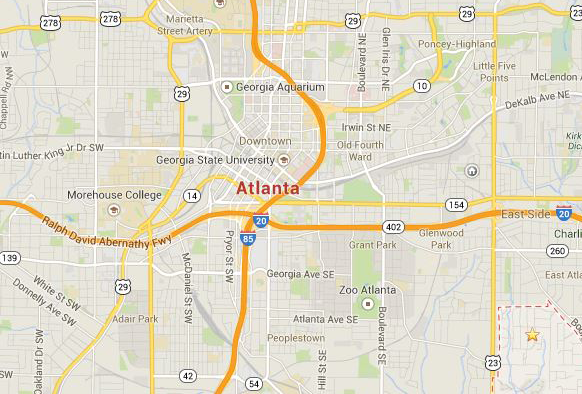 278
278
29
29
23
Marietta
Street Artery
Boulevard NE
Glen Iris Dr NE
Poncey-Highland
Little Five
Points
McLendon A
Chappell Rd NW
29
Georgia Aquarium
10
DeKalb Ave NE
Irwin St NE
Downtown
Old Fourth
Ward
tin Luther King Jr Dr SW
Georgia State University
Atlanta
Morehouse College
14
154
20
East Side
20
402
Ralph David Abernathy Fwy
85
Pryor St SW
Grant Park
Glenwood
Park
Charli
260
139
White St SW
Donnelly Ave SW
29
McDaniel St SW
Georgia Ave SE
Zoo Atlanta
Adair Park
Atlanta Ave SE
Peoplestown
Boulevard SE
Hill St SE
Oakland Dr SW
42
54
23